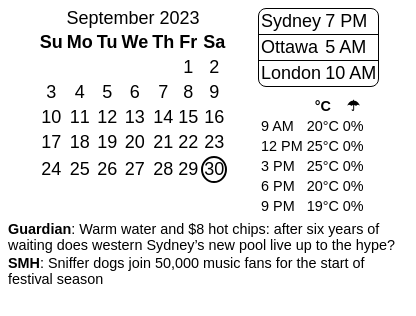 September 2023
Su Mo Tu We Th Fr Sa
1 2
3 4 5 6 7 8 9
10 11 12 13 14 15 16
17 18 19 20 21 22 23
24 25 26 27 28 29 30
Sydney 7 PM
Ottawa 5 AM
London 10 AM
°C ☂
9 AM 20°C 0%
12 PM 25°C 0%
3 PM 25°C 0%
6 PM 20°C 0%
9 PM 19°C 0%
Guardian: Warm water and $8 hot chips: after six years of
waiting does western Sydney’s new pool live up to the hype?
SMH: Sniffer dogs join 50,000 music fans for the start of
festival season